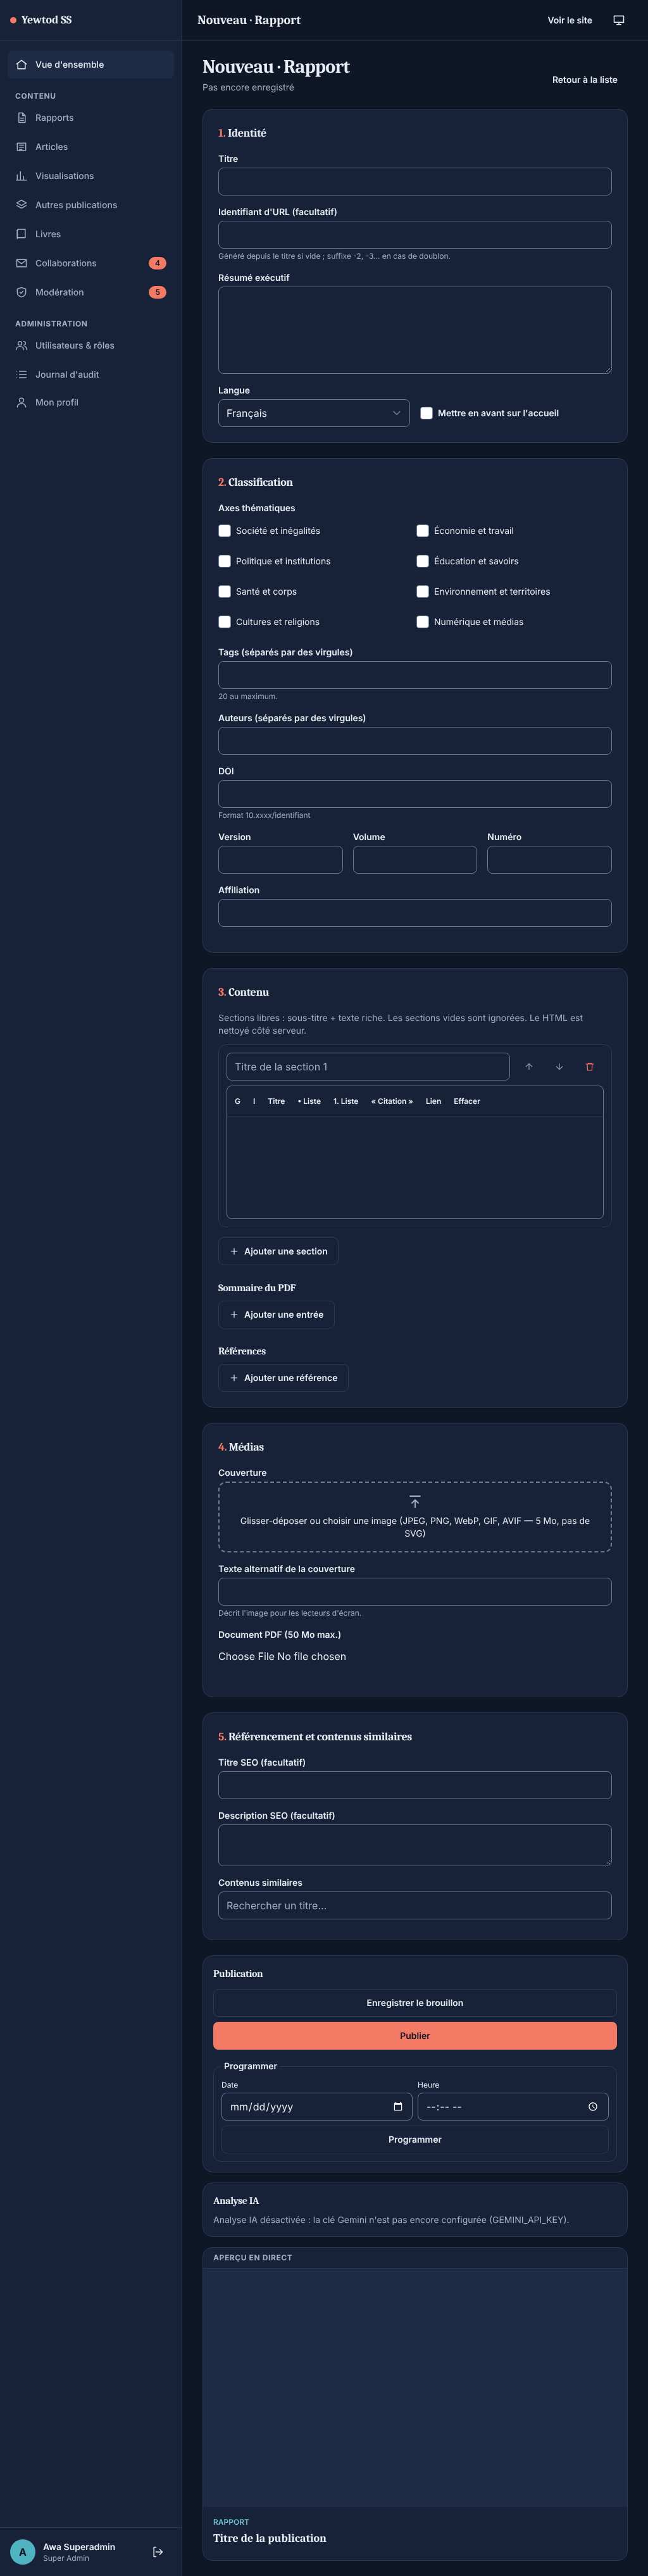 Yewtod SS
Vue d'ensemble
CONTENU
Rapports
Articles
Visualisations
Autres publications
Livres
Collaborations 4
Modération 5
ADMINISTRATION
Utilisateurs & rôles
Journal d'audit
Mon profil
A
Awa Superadmin
Super Admin
Nouveau · Rapport
Voir le site
Nouveau · Rapport
Pas encore enregistré
Retour à la liste
1. Identité
Titre
Identifiant d'URL (facultatif)
Généré depuis le titre si vide ; suffixe -2, -3… en cas de doublon.
Résumé exécutif
Langue
Français
Mettre en avant sur l'accueil
2. Classification
Axes thématiques
Société et inégalités
Économie et travail
Politique et institutions
Éducation et savoirs
Santé et corps
Environnement et territoires
Cultures et religions
Numérique et médias
Tags (séparés par des virgules)
20 au maximum.
Auteurs (séparés par des virgules)
DOI
Format 10.xxxx/identifiant
Version Volume Numéro
Affiliation
3. Contenu
Sections libres : sous-titre + texte riche. Les sections vides sont ignorées. Le HTML est
nettoyé côté serveur.
Titre de la section 1
G I Titre • Liste 1. Liste « Citation » Lien Effacer
Ajouter une section
Sommaire du PDF
Ajouter une entrée
Références
Ajouter une référence
4. Médias
Couverture
Glisser-déposer ou choisir une image (JPEG, PNG, WebP, GIF, AVIF — 5 Mo, pas de
SVG)
Texte alternatif de la couverture
Décrit l'image pour les lecteurs d'écran.
Document PDF (50 Mo max.)
Choose File No file chosen
5. Référencement et contenus similaires
Titre SEO (facultatif)
Description SEO (facultatif)
Contenus similaires
Rechercher un titre…
Publication
Enregistrer le brouillon
Publier
Programmer
Date Heure
mm/dd/yyyy --:-- --
Programmer
Analyse IA
Analyse IA désactivée : la clé Gemini n'est pas encore configurée (GEMINI_API_KEY).
APERÇU EN DIRECT
RAPPORT
Titre de la publication